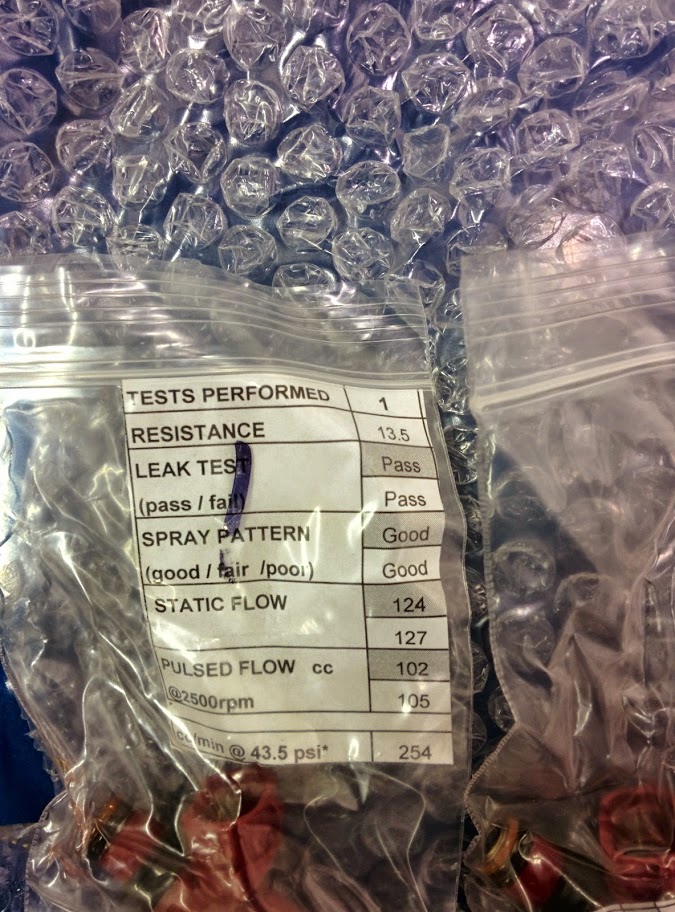 TESTS PERFORMED 1
RESISTANCE 13.5
LEAK TEST Pass
(pass / fail) Pass
SPRAY PATTERN Good
(good / fair /poor) Good
STATIC FLOW 124
127
PULSED FLOW cc 102
@2500rpm 105
cc/min @ 43.5 psi* 254